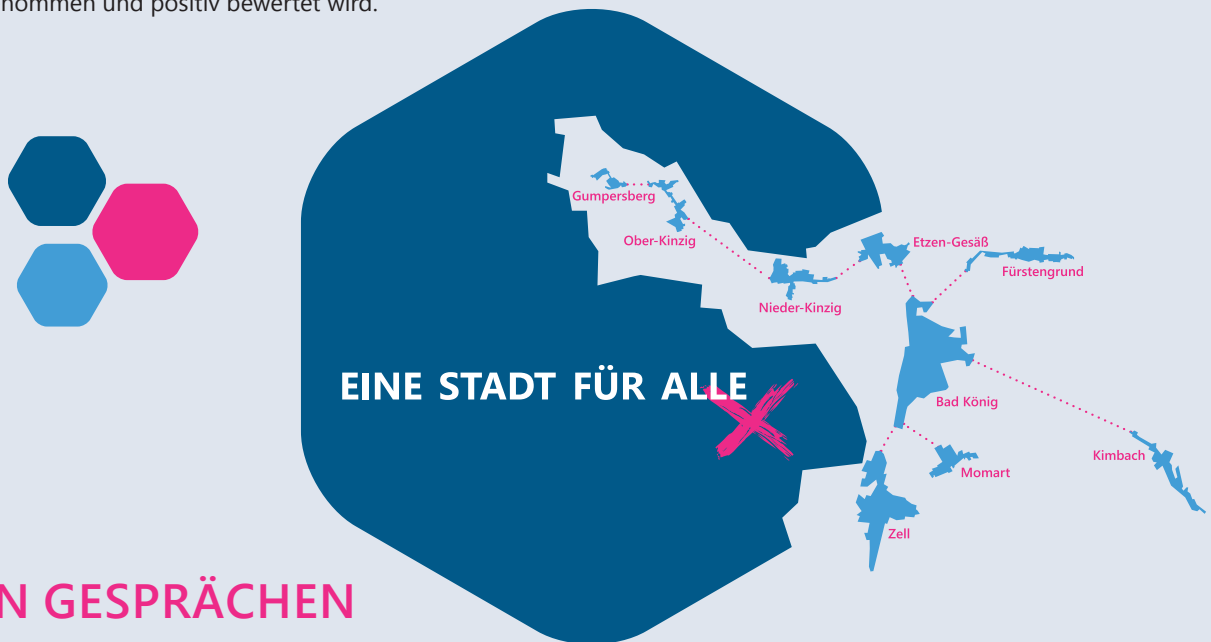 nommen und positiv bewertet wird.
Gumpersberg
Ober-Kinzig
Etzen-Gesäß
Fürstengrund
Nieder-Kinzig
EINE STADT FÜR ALLE
Bad König
Kimbach
Momart
Zell
N GESPRÄCHEN